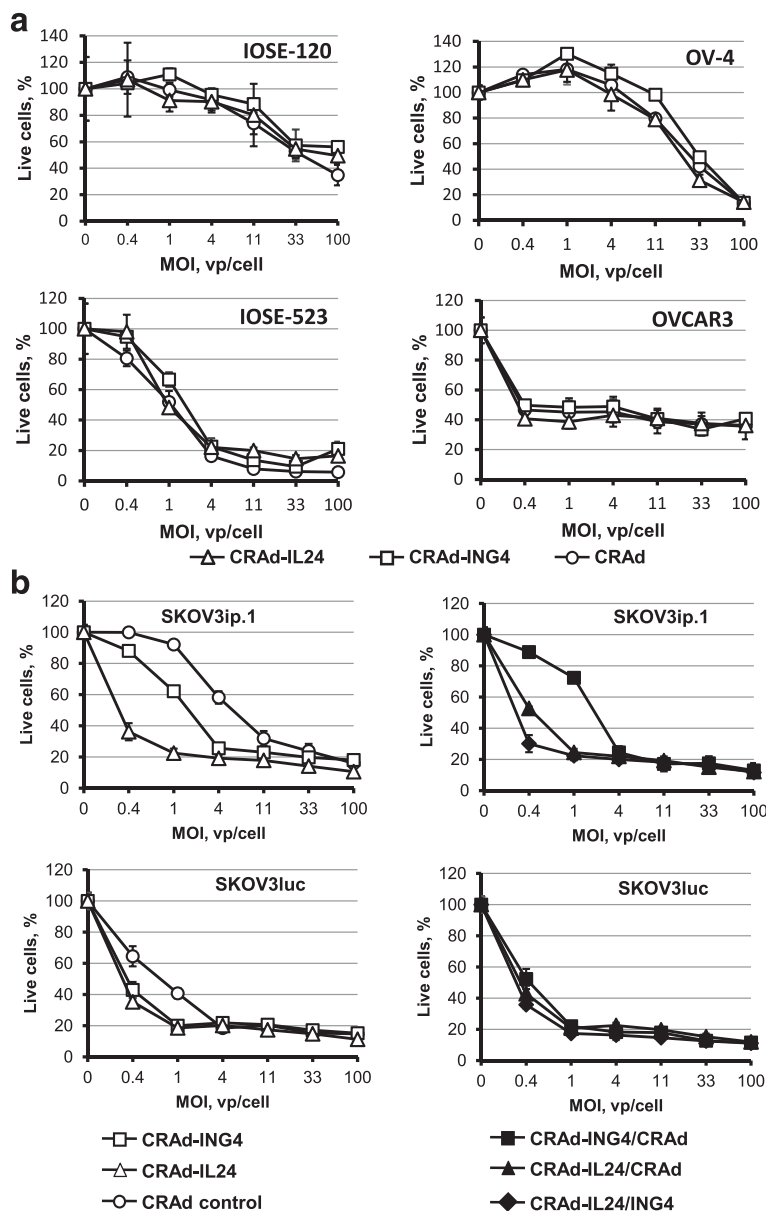 a
IOSE-120
Live cells, %
140
120
100
80
60
40
20
0
0 0.4 1 4 11 33 100
MOI, vp/cell
OV-4
Live cells, %
140
120
100
80
60
40
20
0
0 0.4 1 4 11 33 100
MOI, vp/cell
IOSE-523
Live cells, %
120
100
80
60
40
20
0
0 0.4 1 4 11 33 100
MOI, vp/cell
OVCAR3
Live cells, %
120
100
80
60
40
20
0
0 0.4 1 4 11 33 100
MOI, vp/cell
CRAd-IL24 CRAd-ING4 CRAd
b
SKOV3ip.1
Live cells, %
120
100
80
60
40
20
0
0 0.4 1 4 11 33 100
MOI, vp/cell
SKOV3ip.1
Live cells, %
120
100
80
60
40
20
0
0 0.4 1 4 11 33 100
MOI, vp/cell
SKOV3luc
Live cells, %
120
100
80
60
40
20
0
0 0.4 1 4 11 33 100
MOI, vp/cell
SKOV3luc
Live cells, %
120
100
80
60
40
20
0
0 0.4 1 4 11 33 100
MOI, vp/cell
CRAd-ING4
CRAd-IL24
CRAd control
CRAd-ING4/CRAd
CRAd-IL24/CRAd
CRAd-IL24/ING4